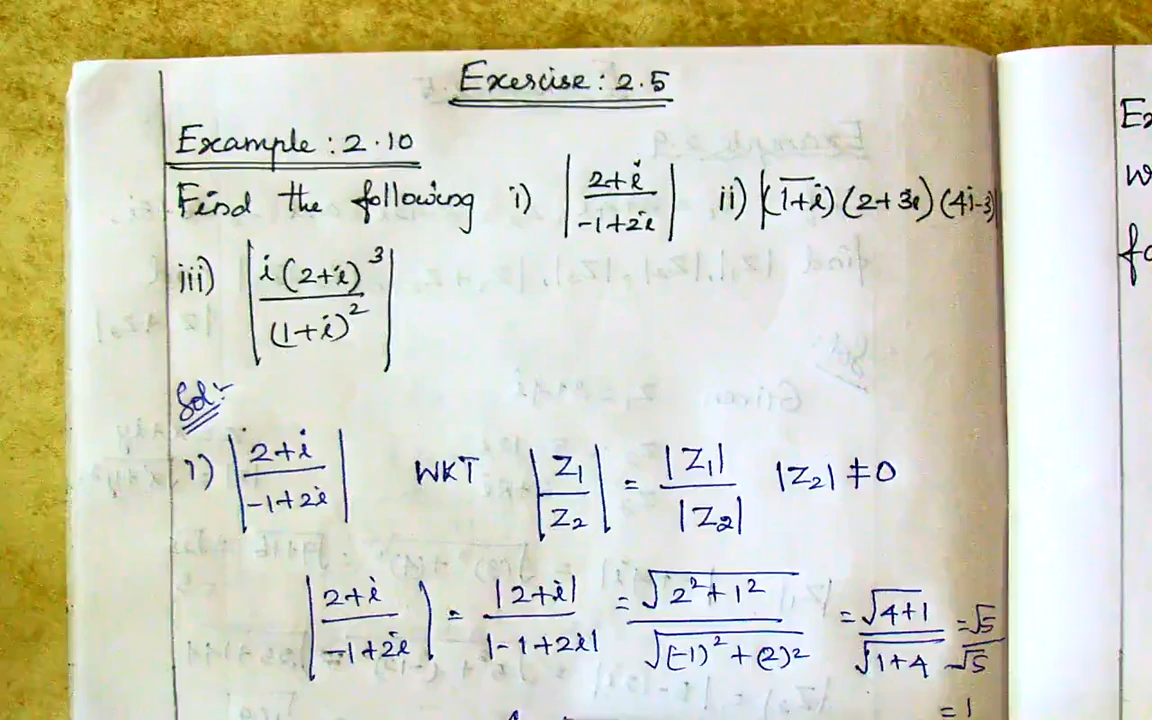 Exercise: 2.5
Example: 2.10
Find the following i) |2+i / -1+2i| ii) |(1+i)‾ (2+3i) (4i-3)|
iii) |i(2+i)³ / (1+i)²|
Sol:-
i) |2+i / -1+2i| WKT |Z₁ / Z₂| = |Z₁| / |Z₂| |Z₂| ≠ 0
|2+i / -1+2i| = |2+i| / |-1+2i| = √2²+1² / √(-1)²+(2)² = √4+1 / √1+4 = √5 / √5
= 1
Ex